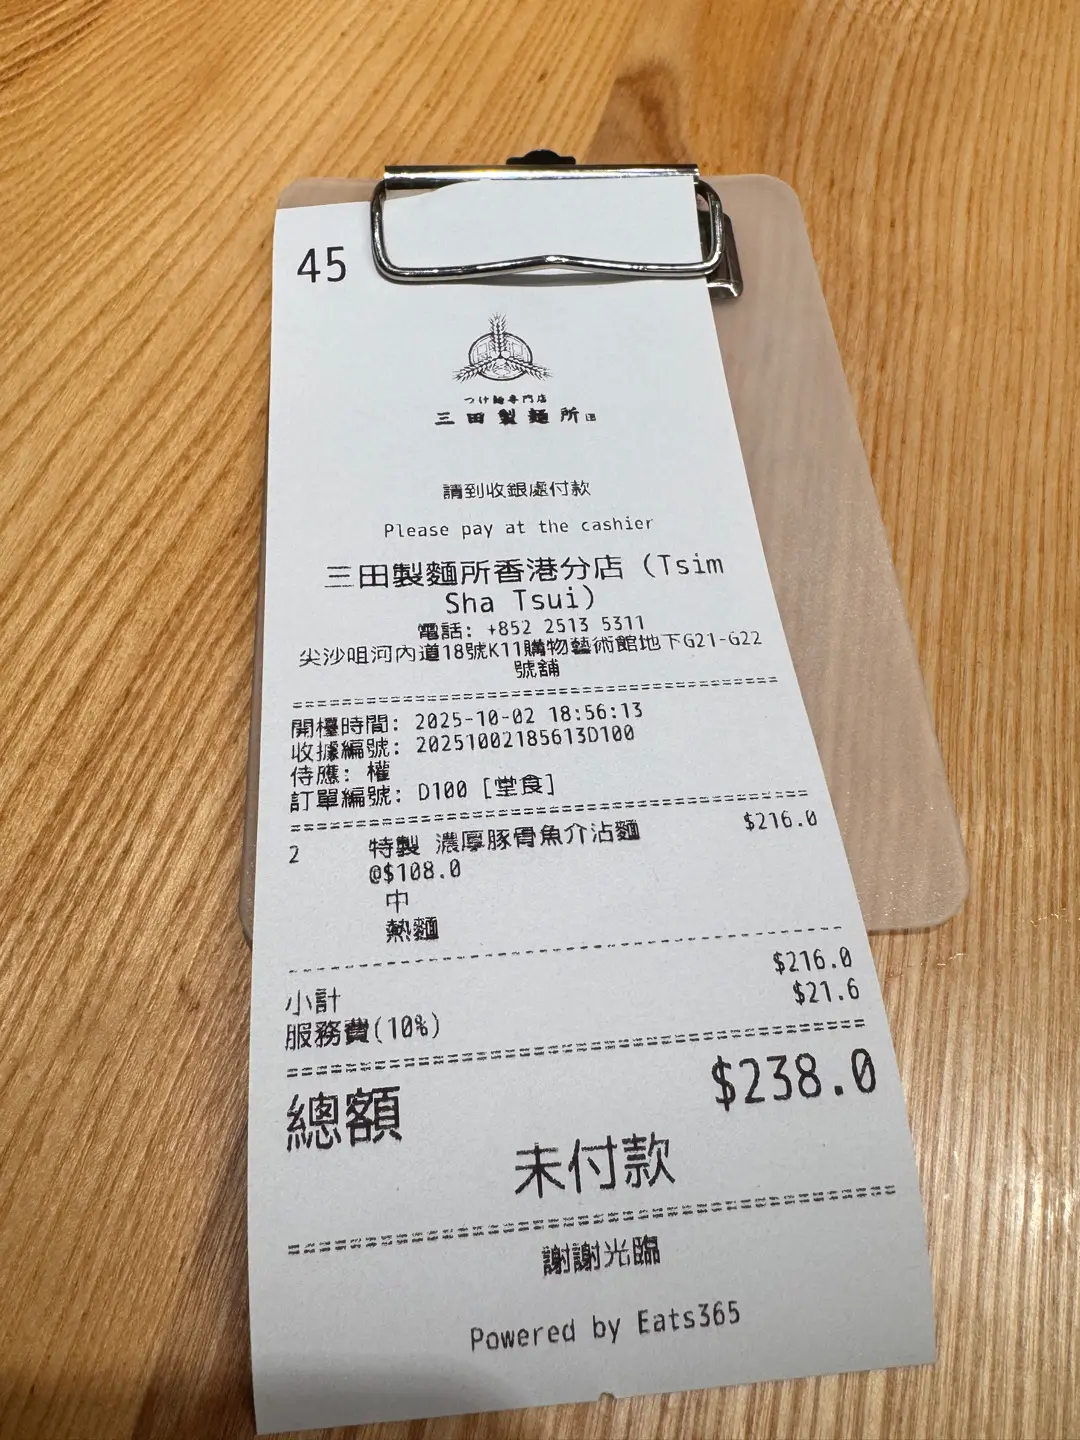 45
つけ麺専門店
三田製麺所
請到收銀處付款
Please pay at the cashier
三田製麵所香港分店 (Tsim
Sha Tsui)
電話: +852 2513 5311
尖沙咀河內道18號K11購物藝術館地下G21-G22
號舖
開檯時間: 2025-10-02 18:56:13
收據編號: 20251002185613D100
侍應: 權
訂單編號: D100 [堂食]
2 特製 濃厚豚骨魚介沾麵 $216.0
@$108.0
中
熱麵
小計 $216.0
服務費(10%) $21.6
總額 $238.0
未付款
謝謝光臨
Powered by Eats365